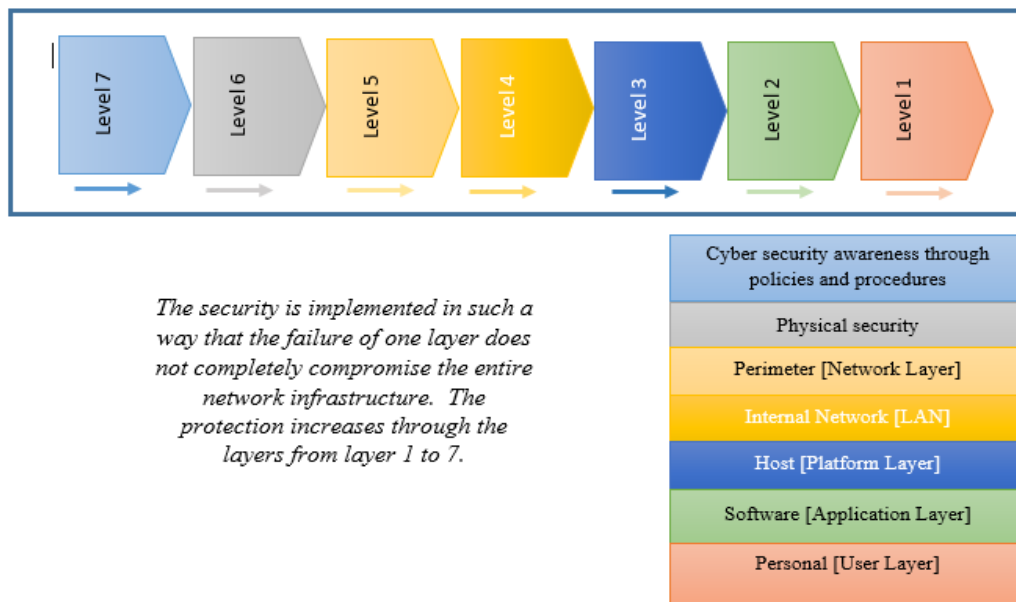 Level 7
Level 6
Level 5
Level 4
Level 3
Level 2
Level 1
The security is implemented in such a
way that the failure of one layer does
not completely compromise the entire
network infrastructure.  The
protection increases through the
layers from layer 1 to 7.
Cyber security awareness through
policies and procedures
Physical security
Perimeter [Network Layer]
Internal Network [LAN]
Host [Platform Layer]
Software [Application Layer]
Personal [User Layer]